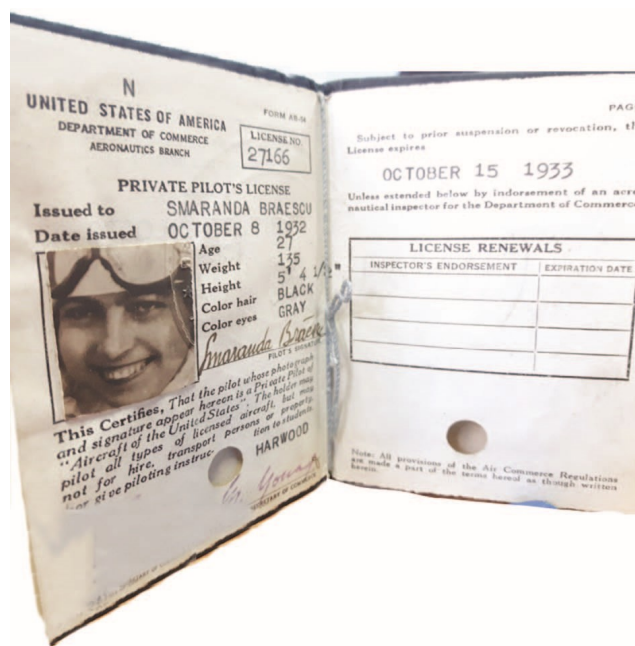 N
UNITED STATES OF AMERICA
DEPARTMENT OF COMMERCE
AERONAUTICS BRANCH
FORM AB-
LICENSE NO.
27166
PRIVATE PILOT'S LICENSE
Issued to SMARANDA BRAESCU
Date issued OCTOBER 8 1932
Age 27
Weight 135
Height 5' 4 1/2"
Color hair BLACK
Color eyes GRAY
Smaranda
PILOT'S
This Certifies, That the pilot whose photograph
and signature appear hereon is a Private Pilot of
"Aircraft of the United States". The holder may
pilot all types of licensed aircraft, but may
not for hire, transport persons or property,
or give piloting instruc- tion to students.
HARWOOD
SECRETARY OF COMMERCE
PAG
Subject to prior suspension or revocation, th
License expires
OCTOBER 15 1933
Unless extended below by indorsement of an aero
nautical inspector for the Department of Commerc
LICENSE RENEWALS
INSPECTOR'S ENDORSEMENT EXPIRATION DATE
Note: All provisions of the Air Commerce Regulations
are made a part of the terms hereof as though written
herein.